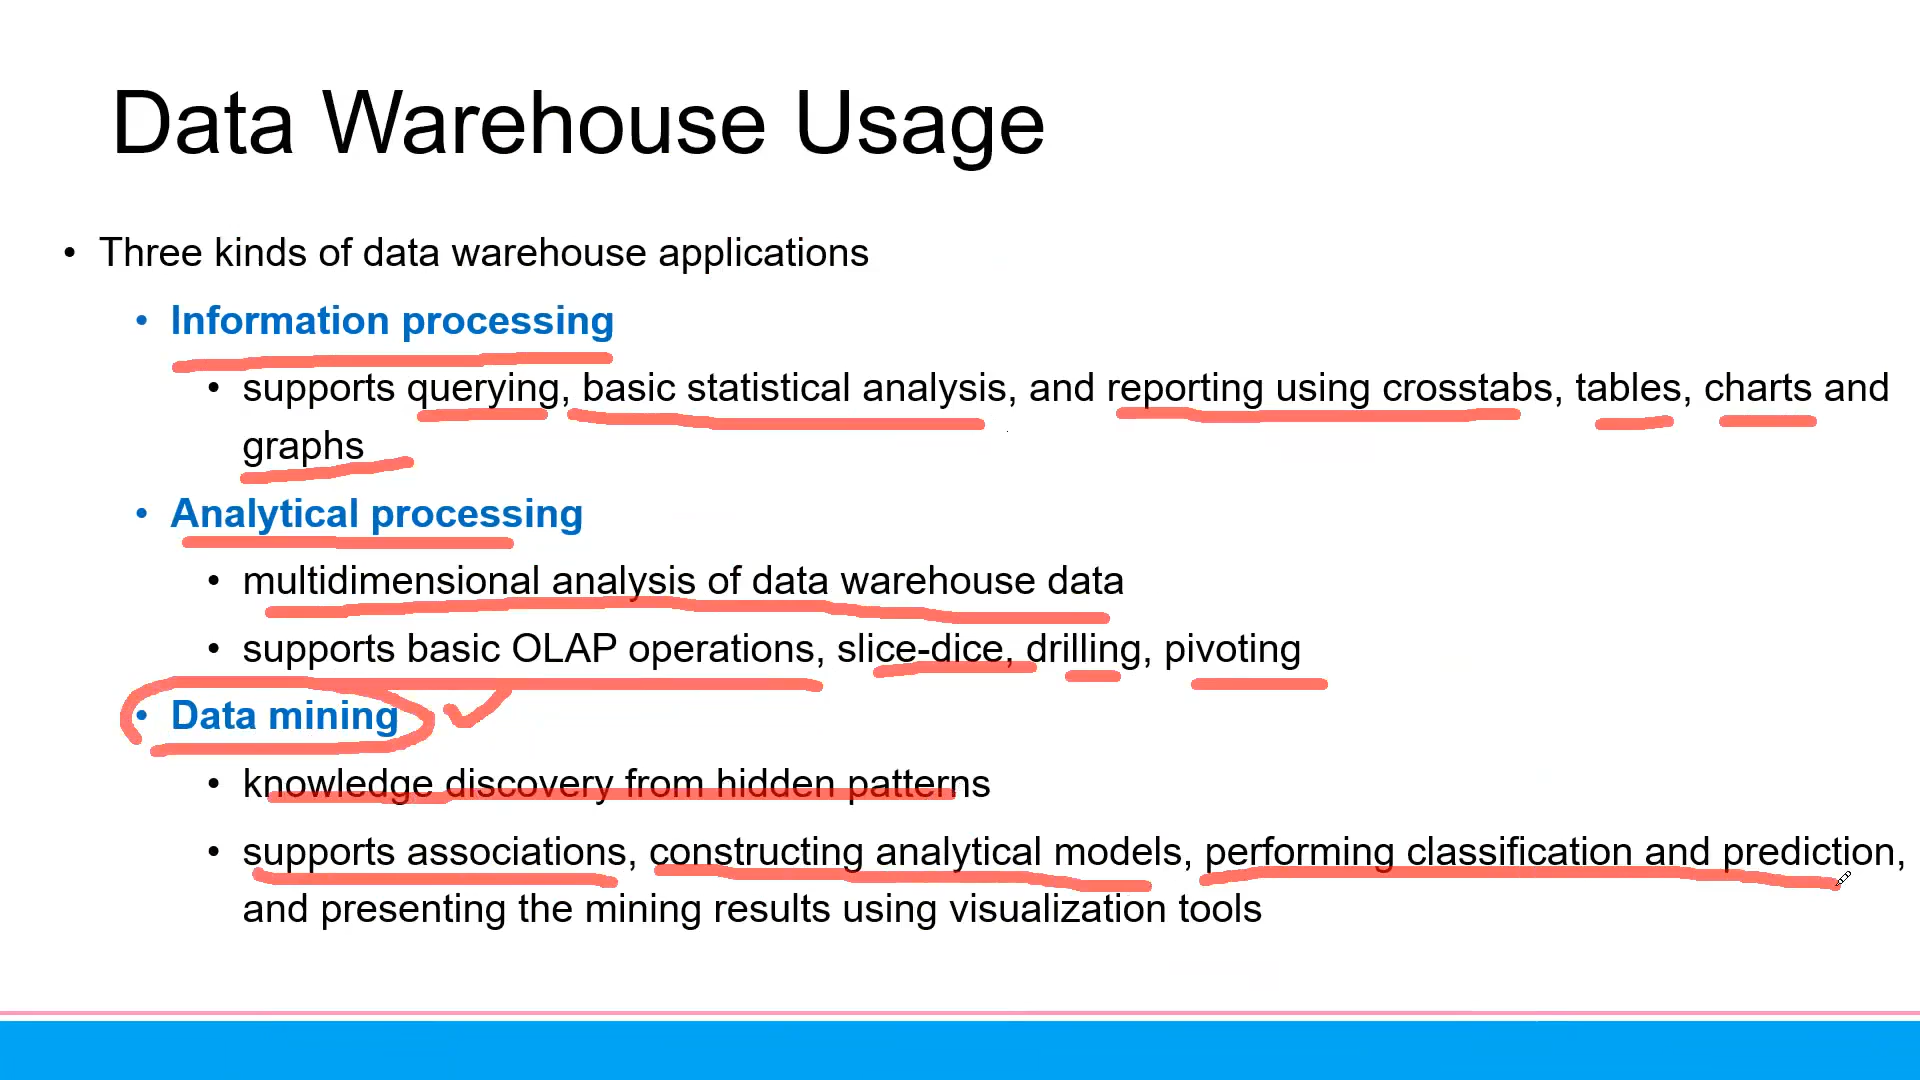 Data Warehouse Usage
• Three kinds of data warehouse applications
• Information processing
• supports querying, basic statistical analysis, and reporting using crosstabs, tables, charts and
graphs
• Analytical processing
• multidimensional analysis of data warehouse data
• supports basic OLAP operations, slice-dice, drilling, pivoting
• Data mining
• knowledge discovery from hidden patterns
• supports associations, constructing analytical models, performing classification and prediction,
and presenting the mining results using visualization tools